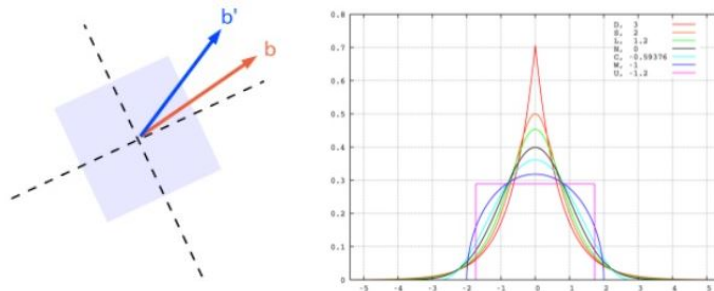 b'
b
0.8
0.7
0.6
0.5
0.4
0.3
0.2
0.1
0
D, 3
S, 2
L, 1.2
N, 0
C, -0.59376
W, -1
U, -1.2
-5 -4 -3 -2 -1 0 1 2 3 4 5